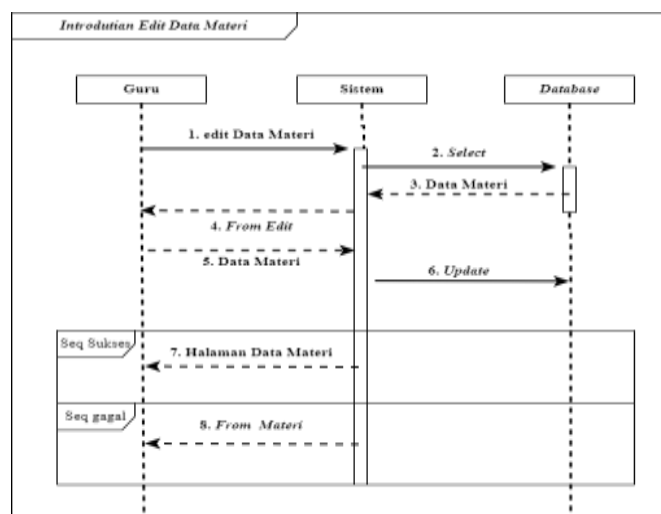 Introdutian Edit Data Materi
Guru
Sistem
Database
1. edit Data Materi
2. Select
3. Data Materi
4. From Edit
5. Data Materi
6. Update
Seq Sukses
7. Halaman Data Materi
Seq gagal
8. From Materi